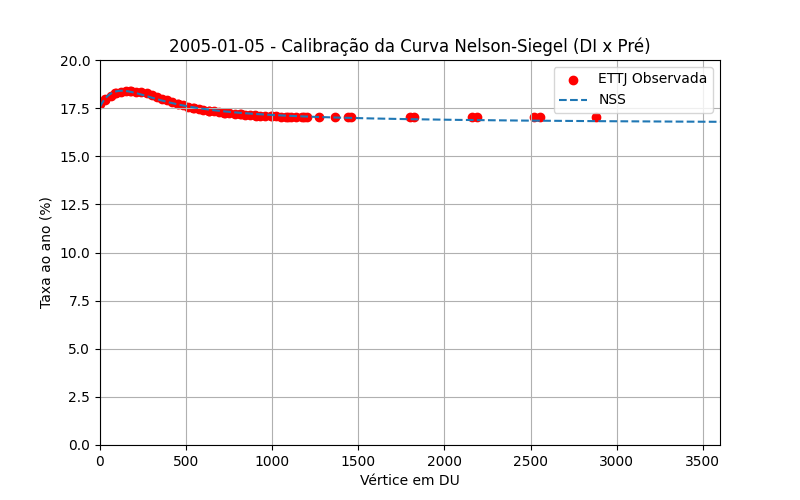 2005-01-05 - Calibração da Curva Nelson-Siegel (DI x Pré)
ETTJ Observada
NSS
Taxa ao ano (%)
20.0
17.5
15.0
12.5
10.0
7.5
5.0
2.5
0.0
0 500 1000 1500 2000 2500 3000 3500
Vértice em DU